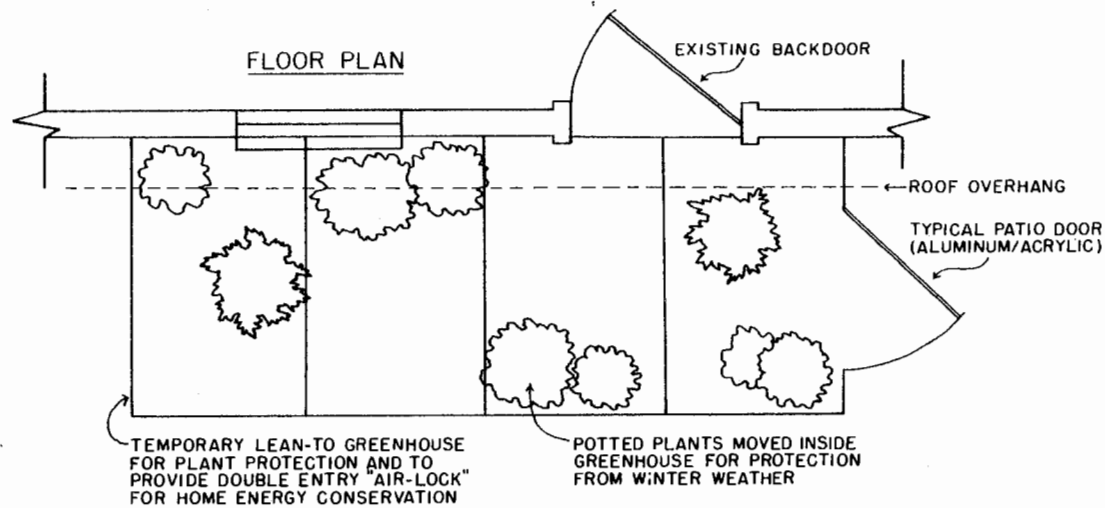 FLOOR PLAN
EXISTING BACKDOOR
ROOF OVERHANG
TYPICAL PATIO DOOR
(ALUMINUM/ACRYLIC)
TEMPORARY LEAN-TO GREENHOUSE
FOR PLANT PROTECTION AND TO
PROVIDE DOUBLE ENTRY "AIR-LOCK"
FOR HOME ENERGY CONSERVATION
POTTED PLANTS MOVED INSIDE
GREENHOUSE FOR PROTECTION
FROM WINTER WEATHER